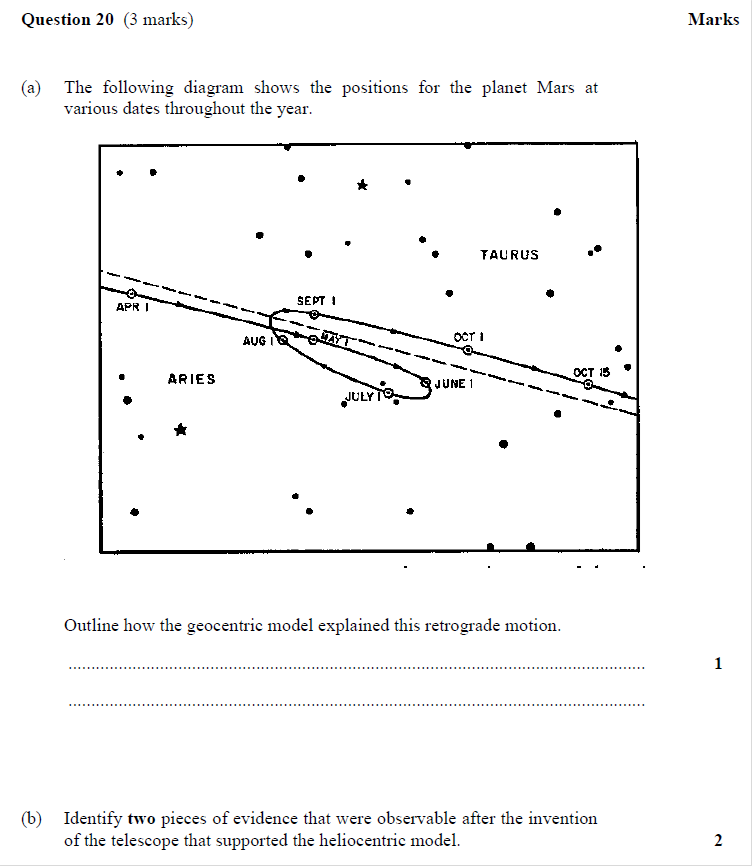 Question 20 (3 marks) Marks
(a) The following diagram shows the positions for the planet Mars at
various dates throughout the year.
TAURUS
SEPT 1
APR 1
OCT 1
AUG 1 MAY 1
OCT 15
ARIES
JUNE 1
JULY 1
Outline how the geocentric model explained this retrograde motion.
1
(b) Identify two pieces of evidence that were observable after the invention
of the telescope that supported the heliocentric model. 2